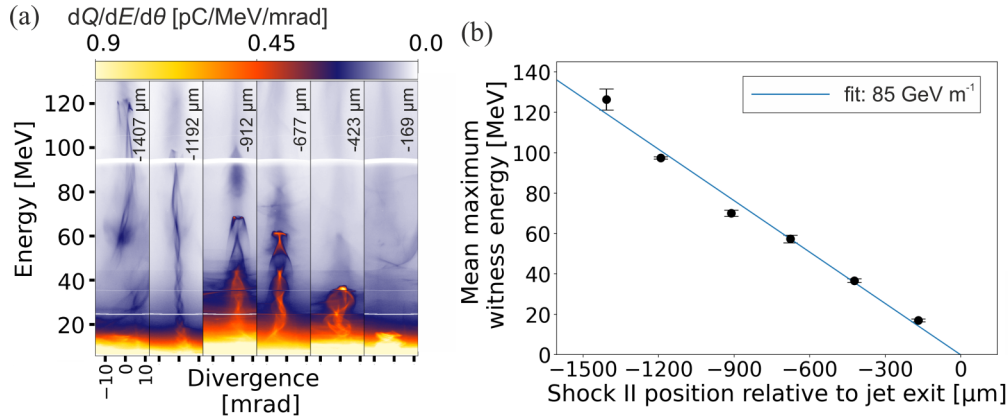 (a)
dQ/dE/dθ [pC/MeV/mrad]
0.9 0.45 0.0
-1407 μm
-1192 μm
-912 μm
-677 μm
-423 μm
-169 μm
Energy [MeV]
120
100
80
60
40
20
−10 0 10
Divergence
[mrad]
(b)
fit: 85 GeV m⁻¹
Mean maximum
witness energy [MeV]
140
120
100
80
60
40
20
0
−1500 −1200 −900 −600 −300 0
Shock II position relative to jet exit [μm]